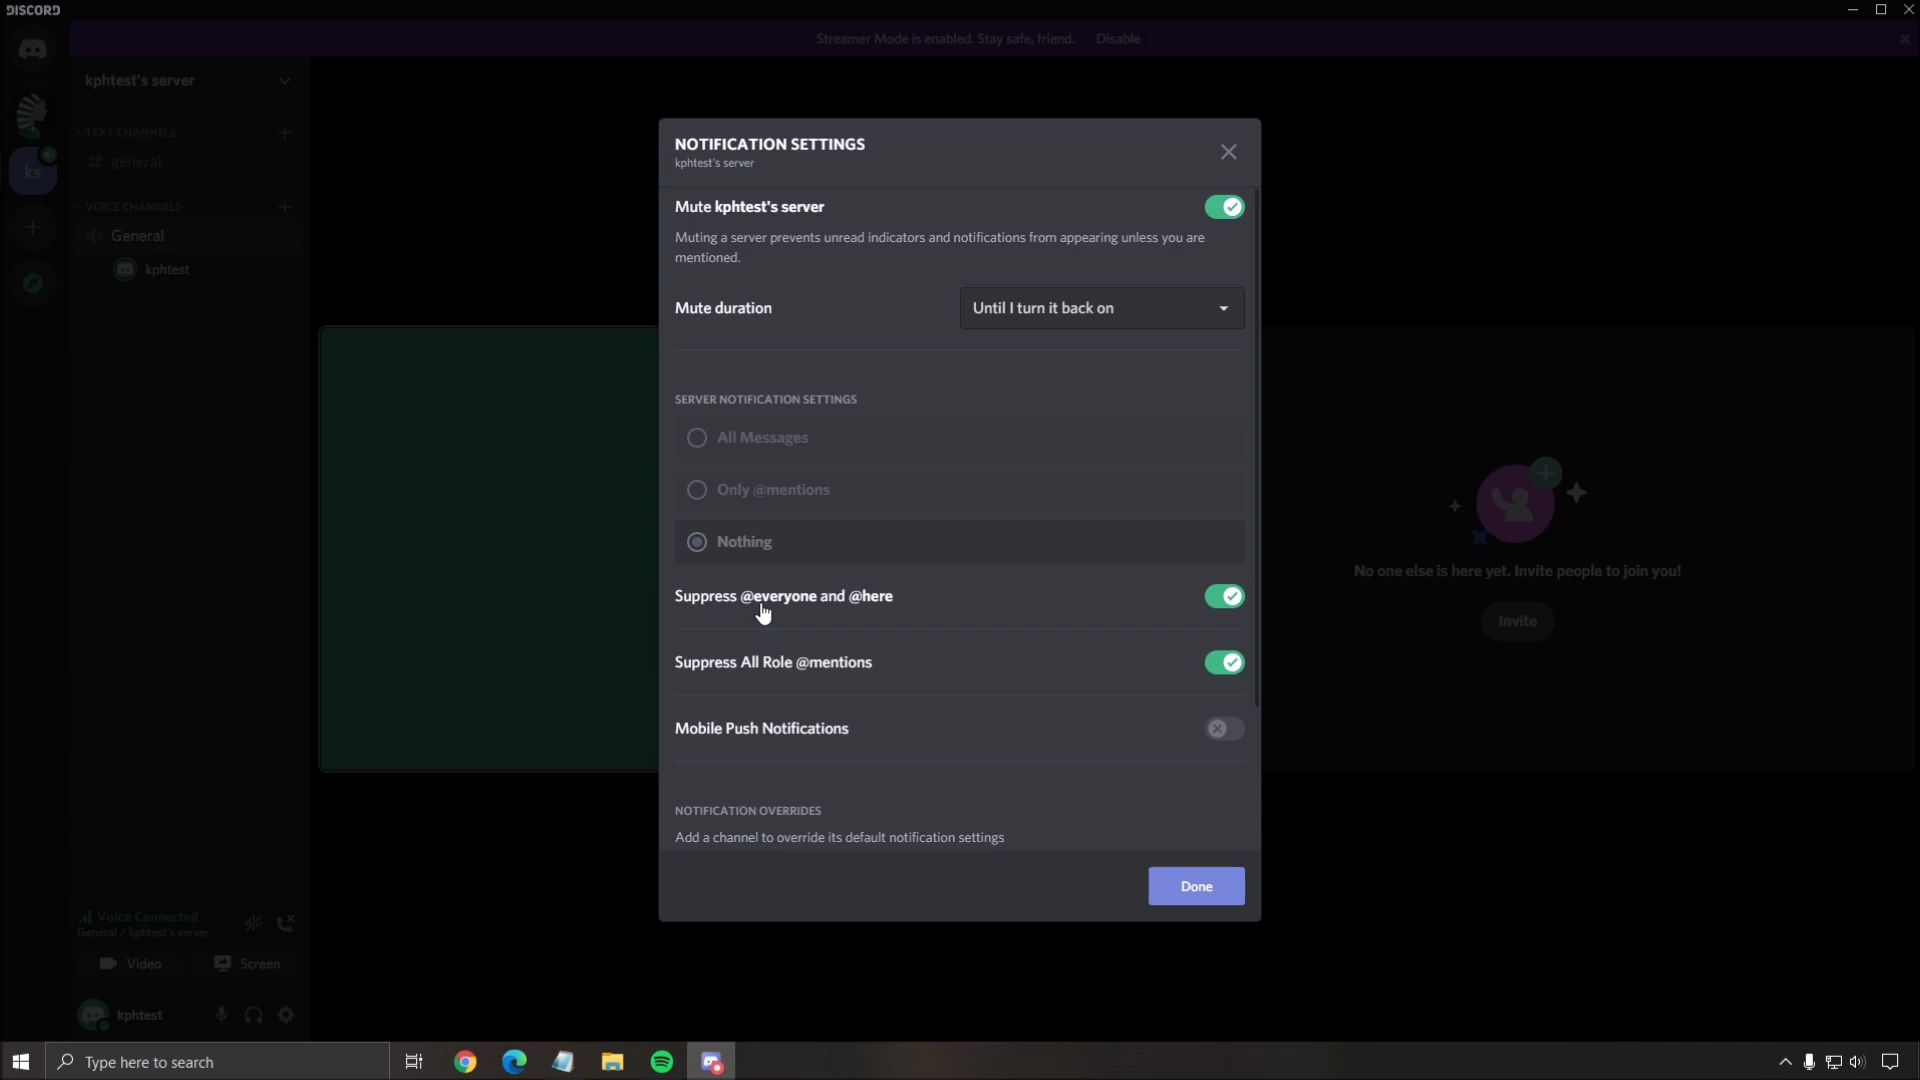 DISCORD
Streamer Mode is enabled. Stay safe, friend. Disable
kphtest's server
TEXT CHANNELS
general
ks
VOICE CHANNELS
General
kphtest
NOTIFICATION SETTINGS
kphtest's server
Mute kphtest's server
Muting a server prevents unread indicators and notifications from appearing unless you are
mentioned.
Mute duration
Until I turn it back on
SERVER NOTIFICATION SETTINGS
All Messages
Only @mentions
Nothing
Suppress @everyone and @here
Suppress All Role @mentions
Mobile Push Notifications
NOTIFICATION OVERRIDES
Add a channel to override its default notification settings
Done
No one else is here yet. Invite people to join you!
Invite
Voice Connected
General / kphtest's server
Video
Screen
kphtest
Type here to search